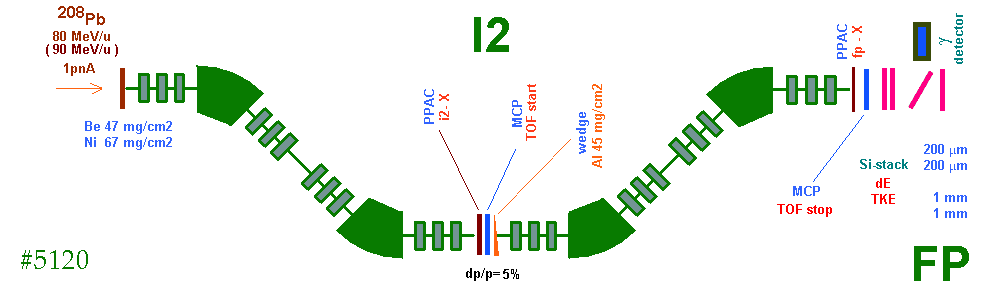 208Pb
80 MeV/u
( 90 MeV/u )
1pnA
Be 47 mg/cm2
Ni 67 mg/cm2
#5120
I2
PPAC
i2- X
MCP
TOF start
wedge
Al 45 mg/cm2
dp/p= 5%
PPAC
fp - X
γ
detector
MCP
TOF stop
Si-stack
dE
TKE
200 μm
200 μm
1 mm
1 mm
FP